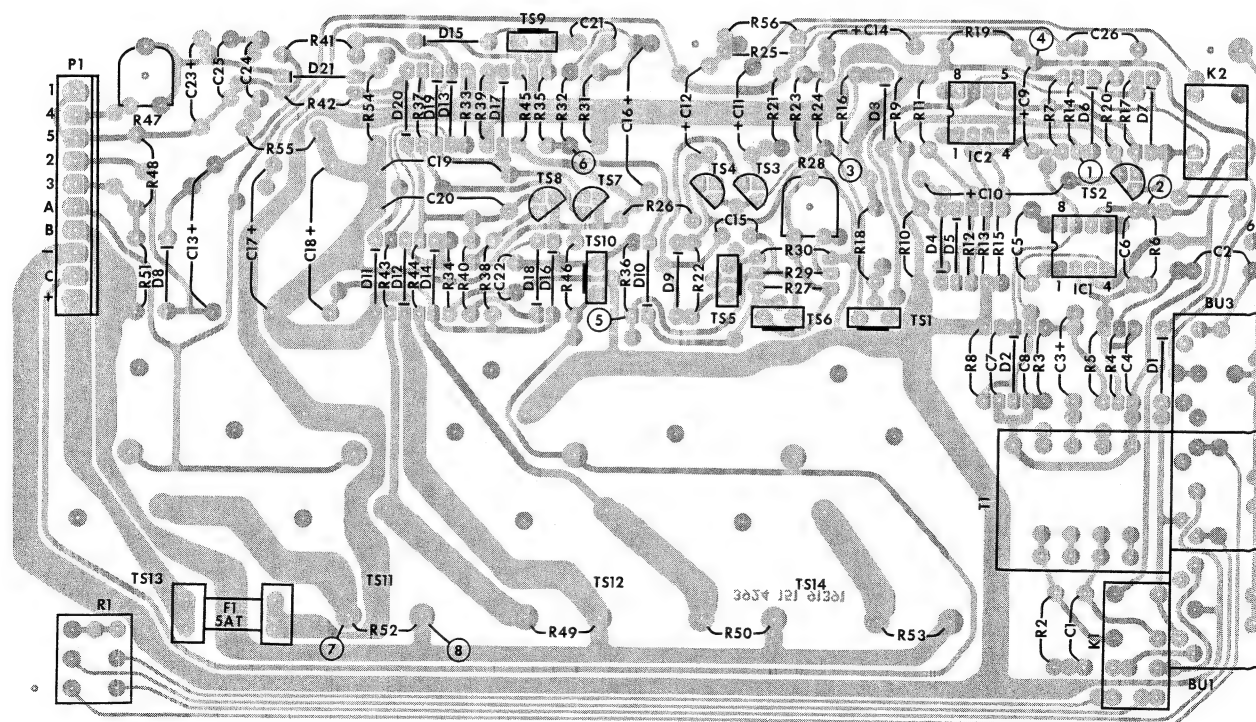 TS9
C21
R56
D15
R41
R25
+C14
R19
4
C26
P1
C23+
C25
C24
D21
R42
R54
D20
R37
D19
D13
R33
R39
D17
R45
R35
R32
R31
C16+
+C12
+C11
R21
R23
R24
R16
D3
R9
R11
8
5
+C9
R7
R14
D6
R20
R17
D7
K2
1
4
5
2
3
A
B
—
C
+
R47
R55
R48
6
C19
TS8
TS7
TS4
TS3
R28
3
1
IC2
4
1
TS2
2
C20
R26
C15
+C10
R51
D8
C13+
C17+
C18+
D11
R43
D12
R44
D14
R34
R40
R38
C22
D18
D16
R46
TS10
R36
D10
D9
R22
R30
R29
R27
R18
R10
D4
D5
R12
R13
R15
C5
8
5
1
IC1
4
C6
R6
C2
6
5
TS5
TS6
TS1
BU3
R8
C7
D2
C8
R3
C3+
R5
R4
C4
D1
T1
TS13
TS11
TS12
TS14
3924 151 91391
R1
F1
5AT
R52
7
8
R49
R50
R53
R2
C1
K1
BU1